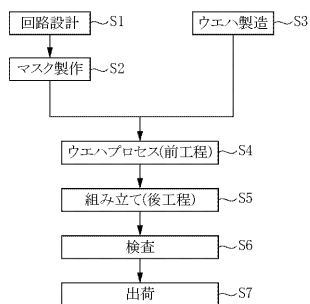 回路設計 S1
ウエハ製造 S3
マスク製作 S2
ウエハプロセス(前工程) S4
組み立て(後工程) S5
検査 S6
出荷 S7